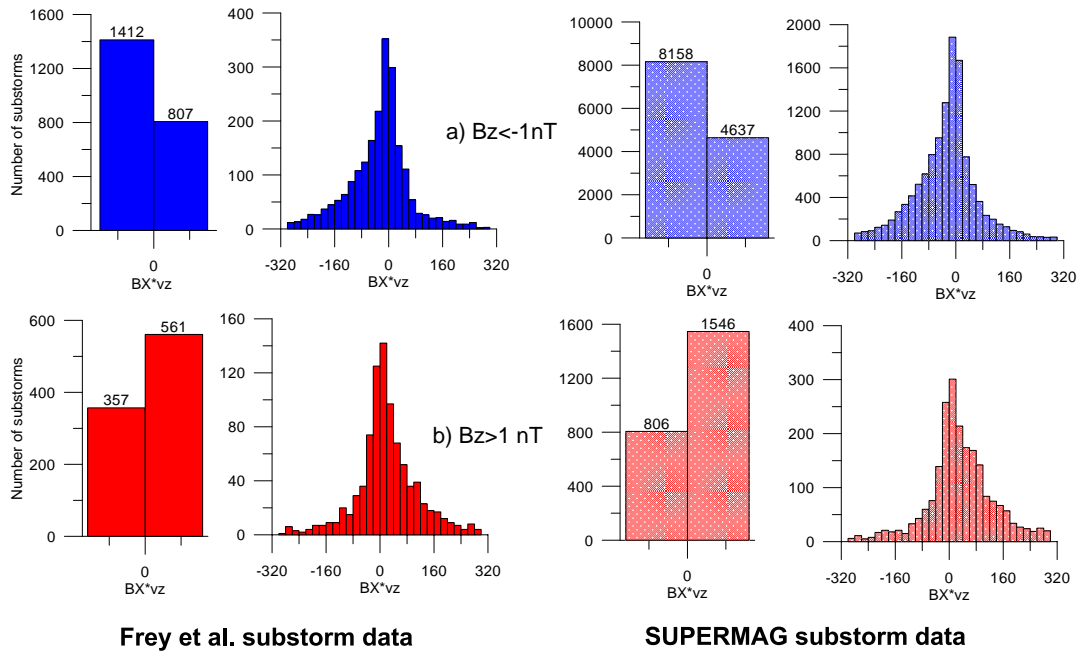 1600
1200
800
400
0
Number of substorms
1412
807
0
BX*vz
400
300
200
100
0
-320 -160 0 160 320
BX*vz
a) Bz<-1nT
10000
8000
6000
4000
2000
0
8158
4637
0
BX*vz
2000
1600
1200
800
400
0
-320 -160 0 160 320
BX*vz
600
400
200
0
Number of substorms
357
561
0
BX*vz
160
120
80
40
0
-320 -160 0 160 320
BX*vz
b) Bz>1 nT
1600
1200
800
400
0
806
1546
0
BX*vz
400
300
200
100
0
-320 -160 0 160 320
BX*vz
Frey et al. substorm data
SUPERMAG substorm data